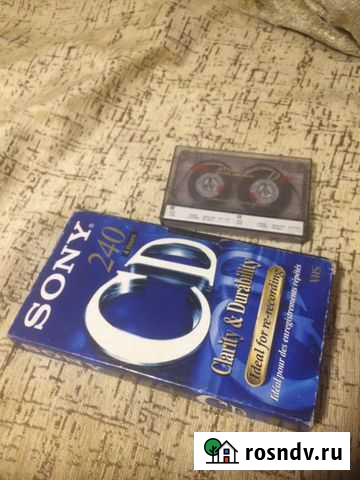 SONY
240
CD
Clarity & Durability
Ideal for re-recording
Idéal pour des enregistrements répétés
VHS
rosndv.ru